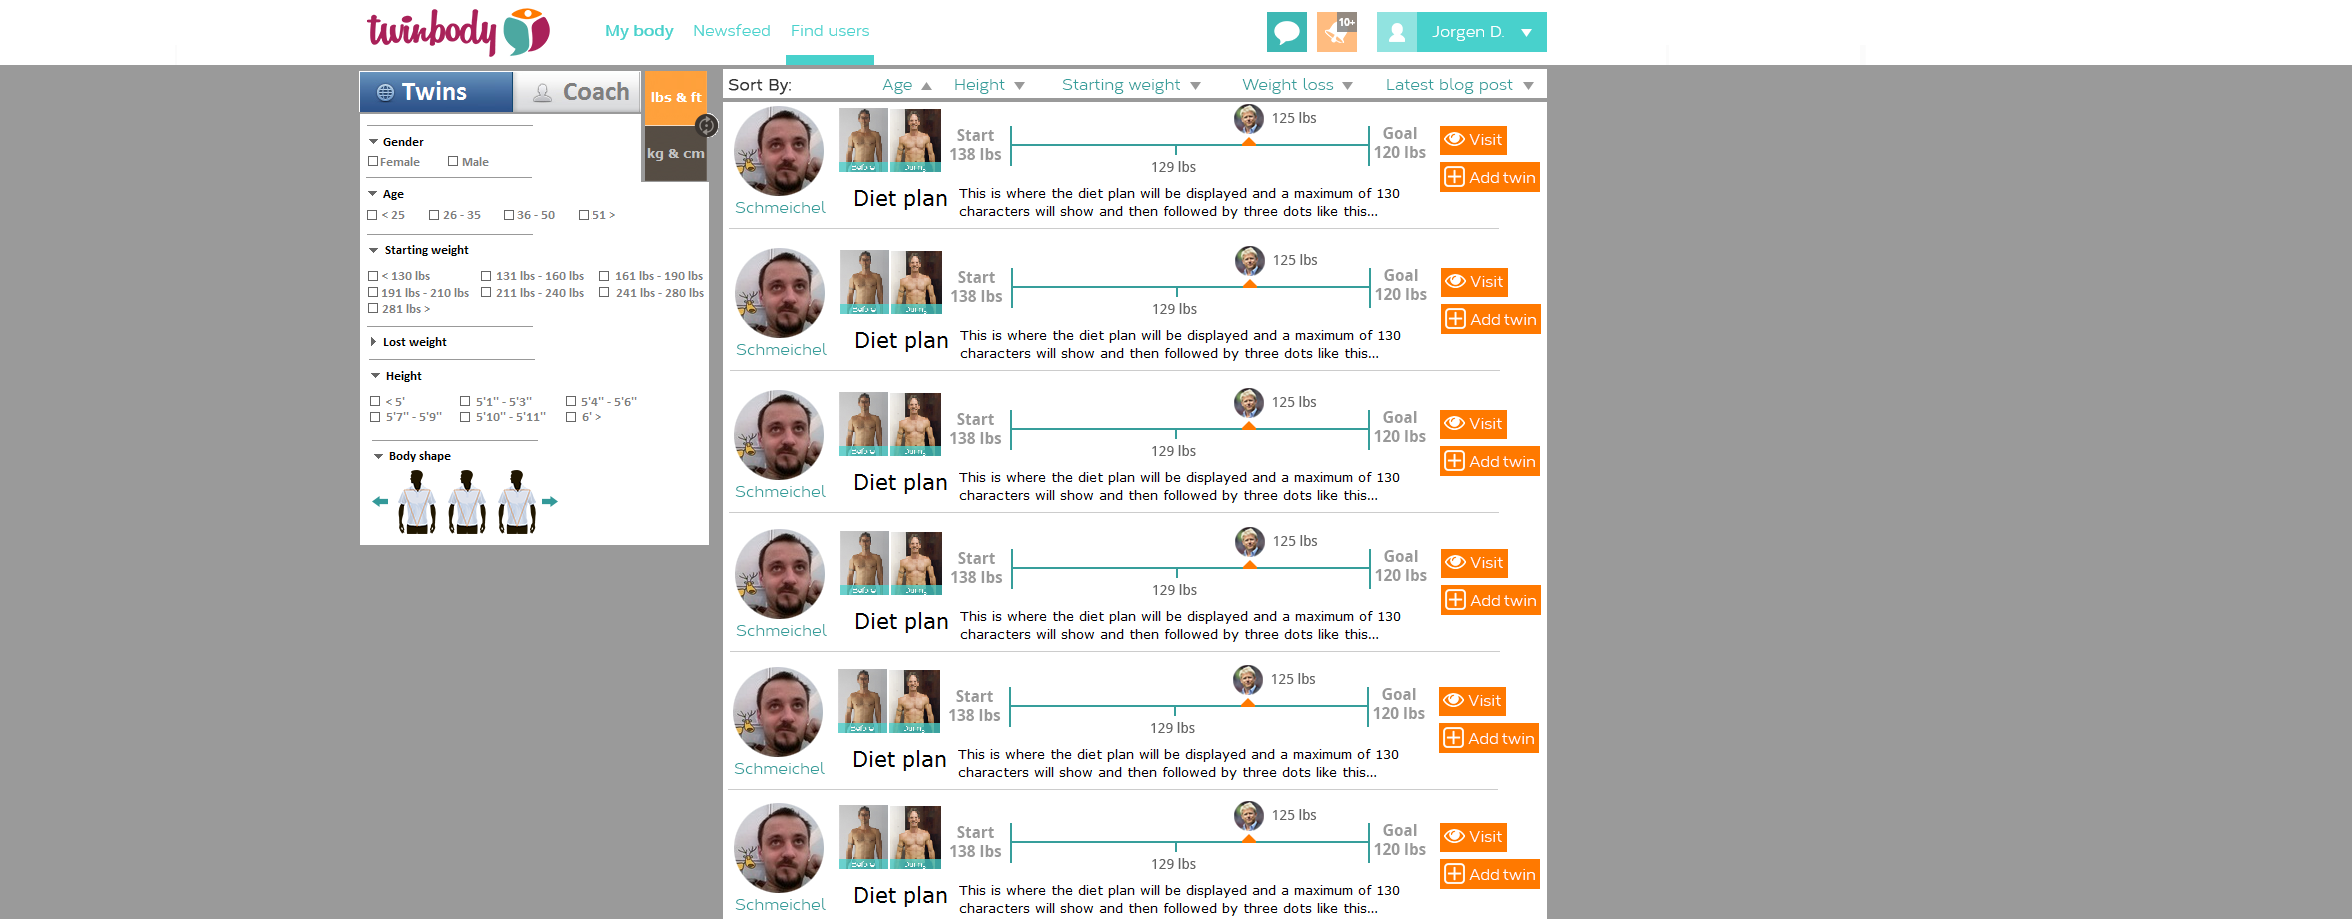 twinbody
My body Newsfeed Find users
10+
Jorgen D.
Twins Coach
lbs & ft
kg & cm
Gender
Female Male
Age
< 25 26 - 35 36 - 50 51 >
Starting weight
< 130 lbs 131 lbs - 160 lbs 161 lbs - 190 lbs
191 lbs - 210 lbs 211 lbs - 240 lbs 241 lbs - 280 lbs
281 lbs >
Lost weight
Height
< 5' 5'1" - 5'3" 5'4" - 5'6"
5'7" - 5'9" 5'10" - 5'11" 6' >
Body shape
Sort By: Age Height Starting weight Weight loss Latest blog post
125 lbs
Start Goal
138 lbs 120 lbs
129 lbs
Visit
Add twin
Before During
Schmeichel
Diet plan
This is where the diet plan will be displayed and a maximum of 130
characters will show and then followed by three dots like this...
125 lbs
Start Goal
138 lbs 120 lbs
129 lbs
Visit
Add twin
Before During
Schmeichel
Diet plan
This is where the diet plan will be displayed and a maximum of 130
characters will show and then followed by three dots like this...
125 lbs
Start Goal
138 lbs 120 lbs
129 lbs
Visit
Add twin
Before During
Schmeichel
Diet plan
This is where the diet plan will be displayed and a maximum of 130
characters will show and then followed by three dots like this...
125 lbs
Start Goal
138 lbs 120 lbs
129 lbs
Visit
Add twin
Before During
Schmeichel
Diet plan
This is where the diet plan will be displayed and a maximum of 130
characters will show and then followed by three dots like this...
125 lbs
Start Goal
138 lbs 120 lbs
129 lbs
Visit
Add twin
Before During
Schmeichel
Diet plan
This is where the diet plan will be displayed and a maximum of 130
characters will show and then followed by three dots like this...
125 lbs
Start Goal
138 lbs 120 lbs
129 lbs
Visit
Add twin
Before During
Schmeichel
Diet plan
This is where the diet plan will be displayed and a maximum of 130
characters will show and then followed by three dots like this...